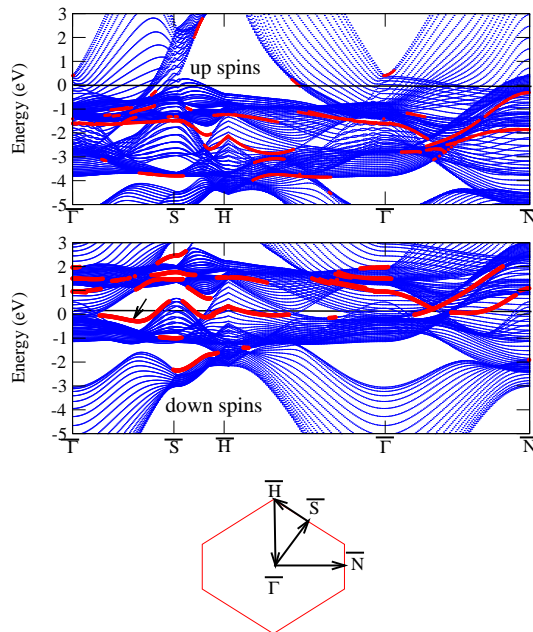 3
2
1
0
-1
-2
-3
-4
-5
Energy (eV)
up spins
Γ̅ S̅ H̅ Γ̅ N̅
3
2
1
0
-1
-2
-3
-4
-5
Energy (eV)
down spins
Γ̅ S̅ H̅ Γ̅ N̅
H̅
S̅
N̅
Γ̅